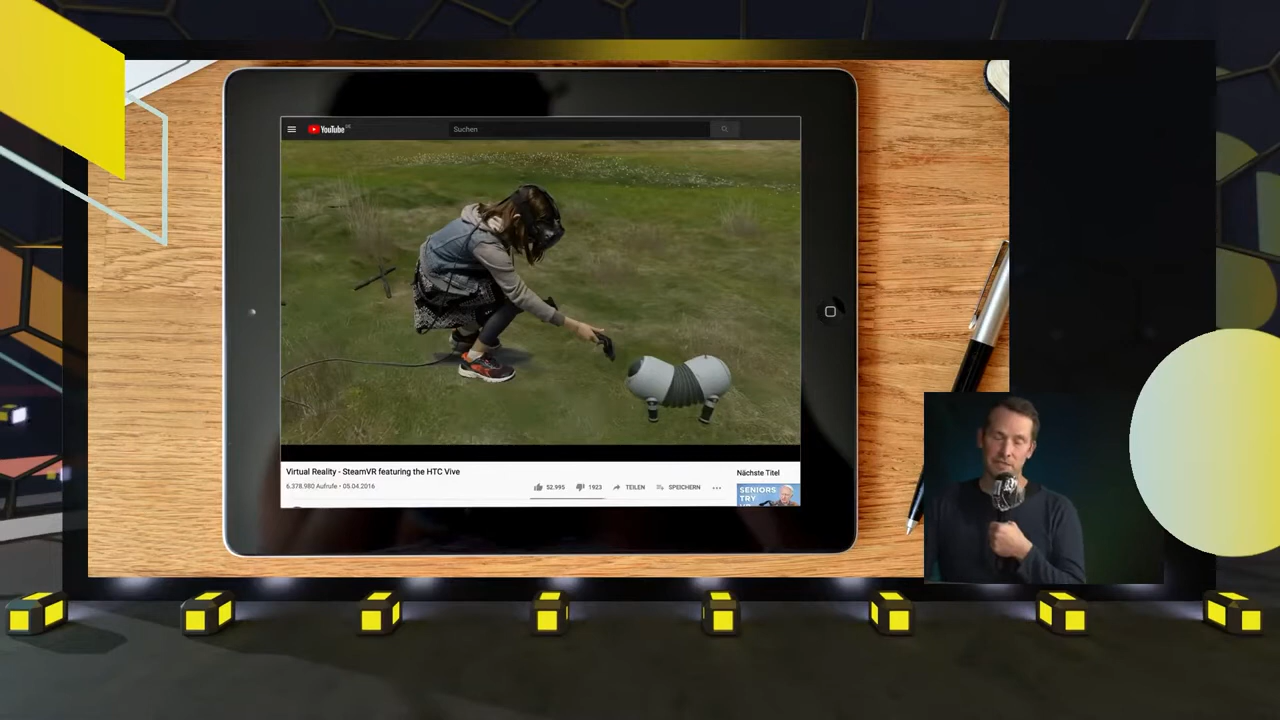 YouTube DE
Suchen
Virtual Reality - SteamVR featuring the HTC Vive
6.378.980 Aufrufe • 05.04.2016
52.995
1923
TEILEN
SPEICHERN
Nächste Titel
SENIORS
TRY